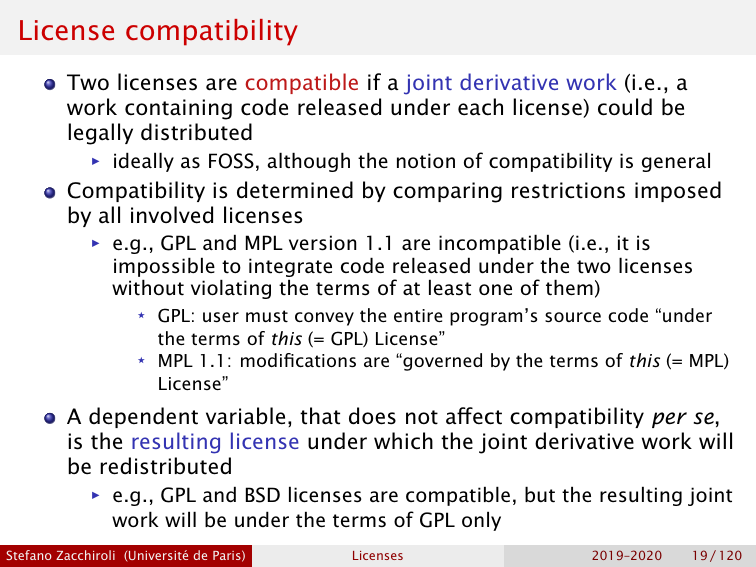 License compatibility
Two licenses are compatible if a joint derivative work (i.e., a
work containing code released under each license) could be
legally distributed
▶ ideally as FOSS, although the notion of compatibility is general
Compatibility is determined by comparing restrictions imposed
by all involved licenses
▶ e.g., GPL and MPL version 1.1 are incompatible (i.e., it is
impossible to integrate code released under the two licenses
without violating the terms of at least one of them)
⋆ GPL: user must convey the entire program’s source code “under
the terms of this (= GPL) License”
⋆ MPL 1.1: modifications are “governed by the terms of this (= MPL)
License”
A dependent variable, that does not affect compatibility per se,
is the resulting license under which the joint derivative work will
be redistributed
▶ e.g., GPL and BSD licenses are compatible, but the resulting joint
work will be under the terms of GPL only
Stefano Zacchiroli (Université de Paris) Licenses 2019–2020 19 / 120